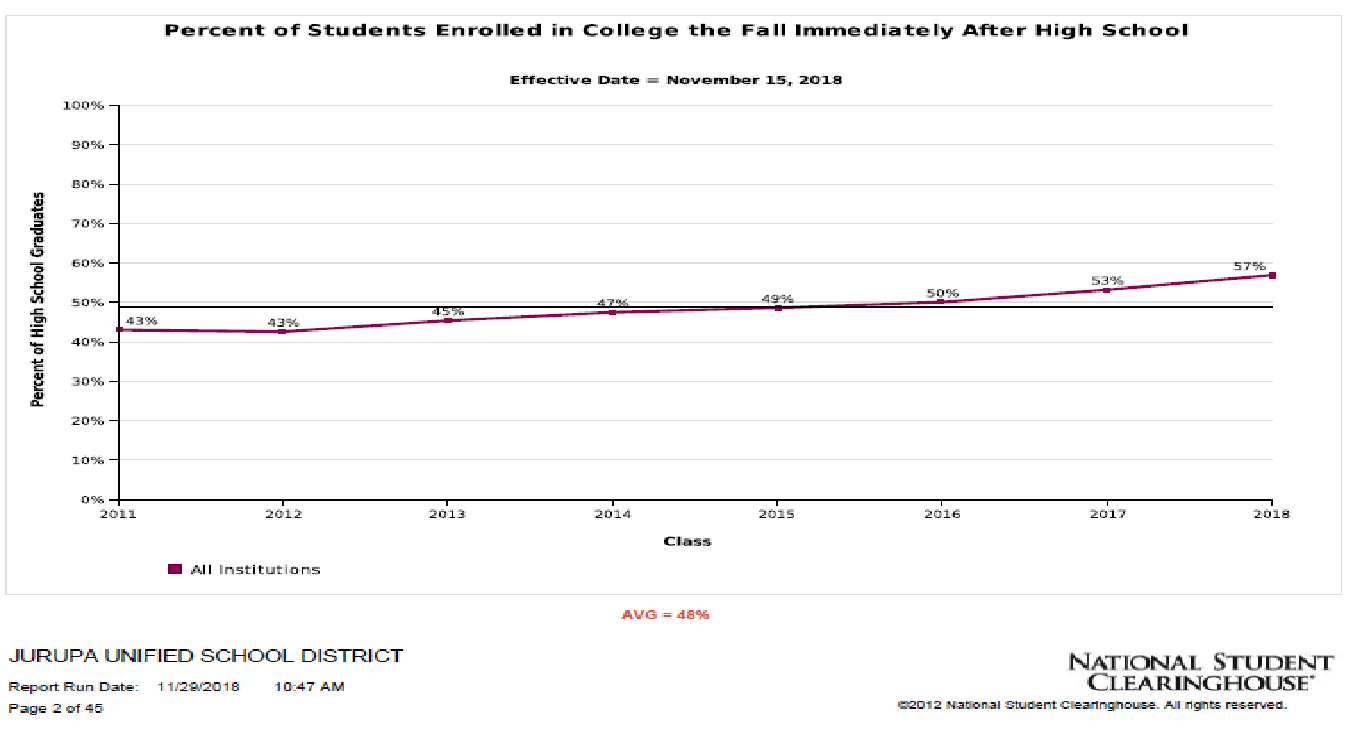 Percent of Students Enrolled in College the Fall Immediately After High School
Effective Date = November 15, 2018
Percent of High School Graduates
100%
90%
80%
70%
60%
50%
40%
30%
20%
10%
0%
43%
43%
45%
47%
49%
50%
53%
57%
2011 2012 2013 2014 2015 2016 2017 2018
Class
All Institutions
AVG = 48%
JURUPA UNIFIED SCHOOL DISTRICT
Report Run Date: 11/29/2018 10:47 AM
Page 2 of 45
NATIONAL STUDENT
CLEARINGHOUSE®
©2012 National Student Clearinghouse. All rights reserved.